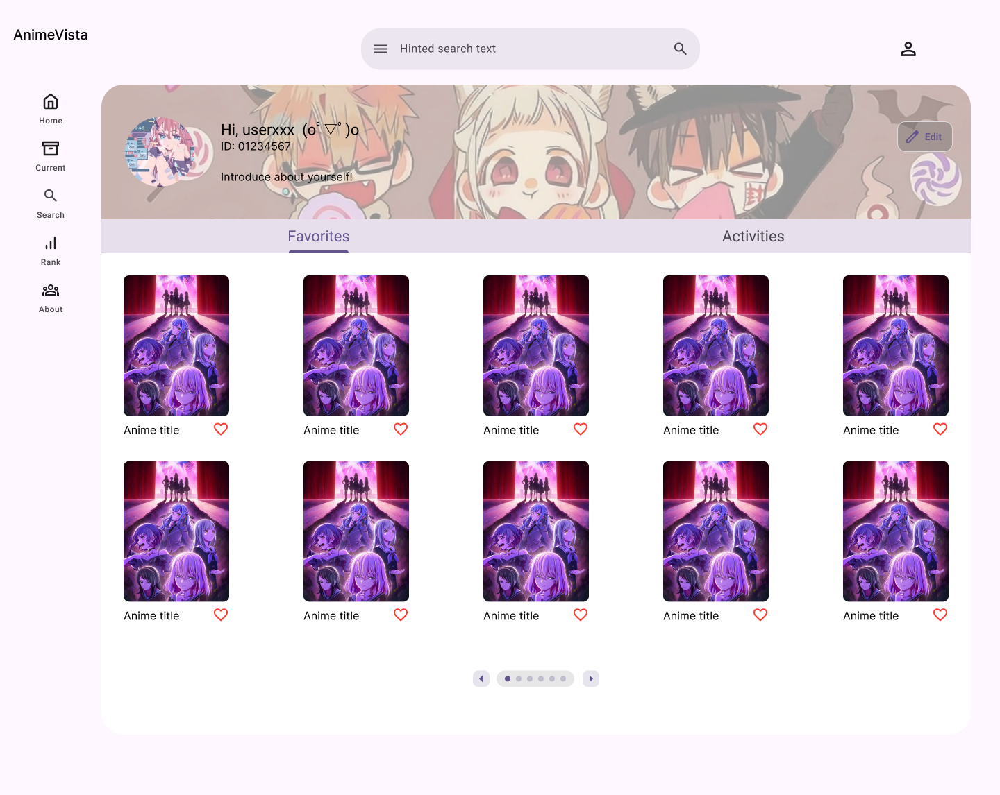 AnimeVista
Hinted search text
Home
Current
Search
Rank
About
Hi, userxxx (oﾟ▽ﾟ)o
ID: 01234567
Introduce about yourself!
Edit
Favorites
Activities
Anime title
Anime title
Anime title
Anime title
Anime title
Anime title
Anime title
Anime title
Anime title
Anime title